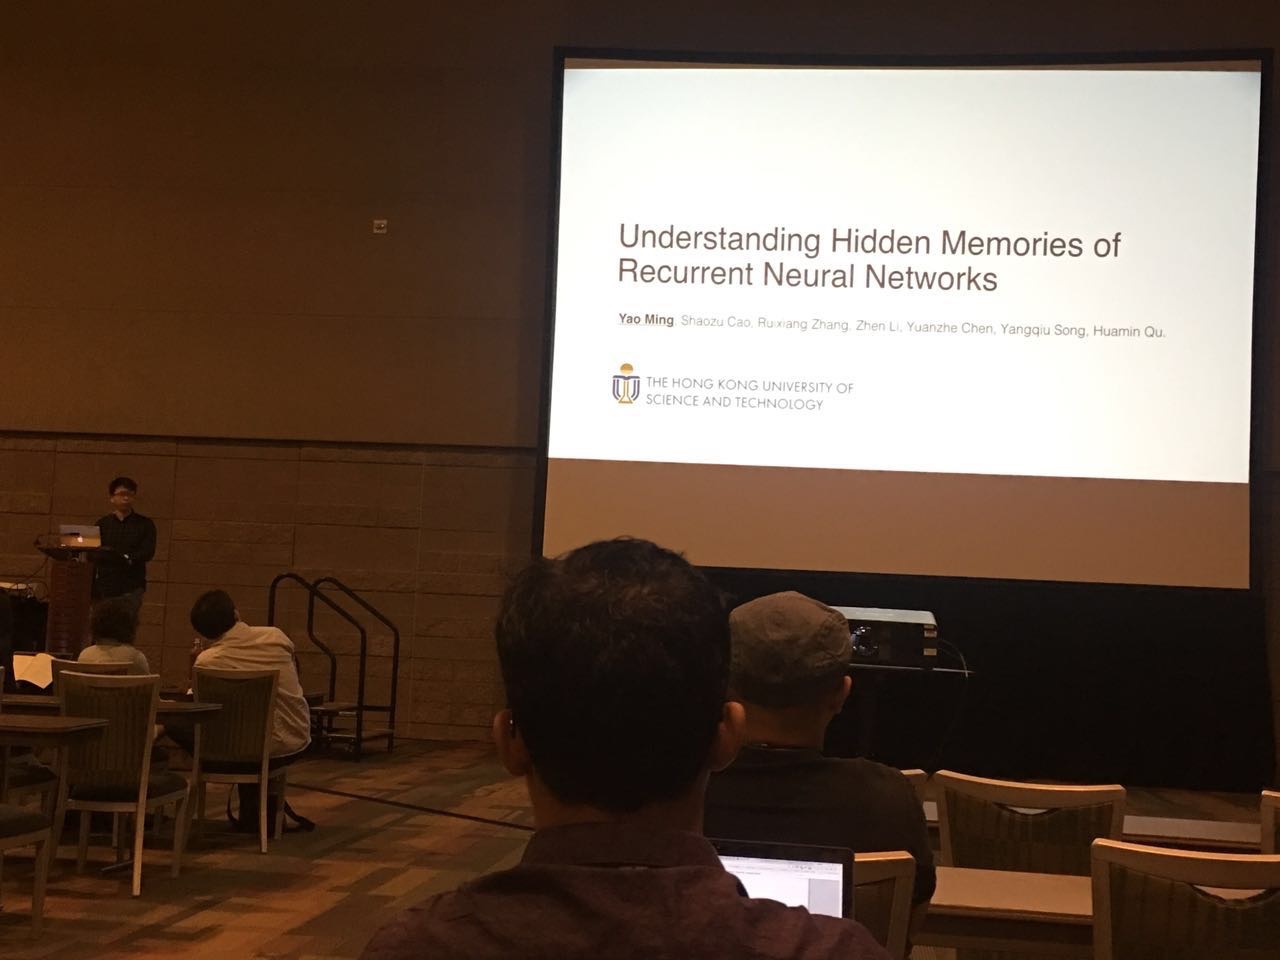 Understanding Hidden Memories of
Recurrent Neural Networks
Yao Ming, Shaozu Cao, Ruixiang Zhang, Zhen Li, Yuanzhe Chen, Yangqiu Song, Huamin Qu.
THE HONG KONG UNIVERSITY OF
SCIENCE AND TECHNOLOGY